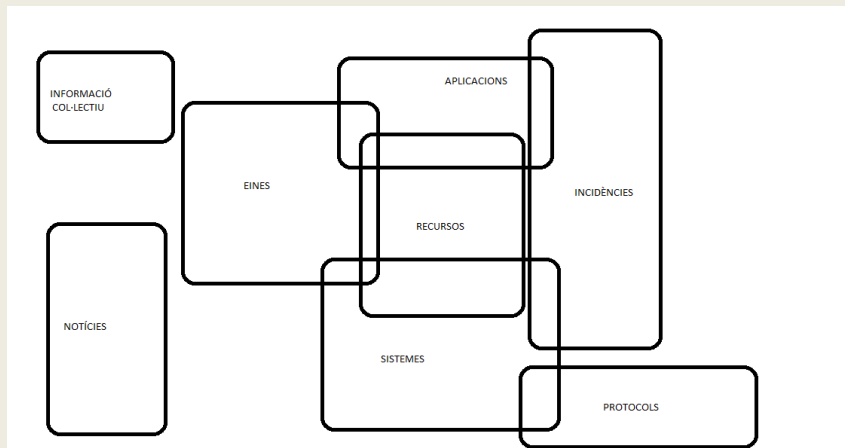 INFORMACIÓ
COL·LECTIU
APLICACIONS
EINES
INCIDÈNCIES
RECURSOS
NOTÍCIES
SISTEMES
PROTOCOLS